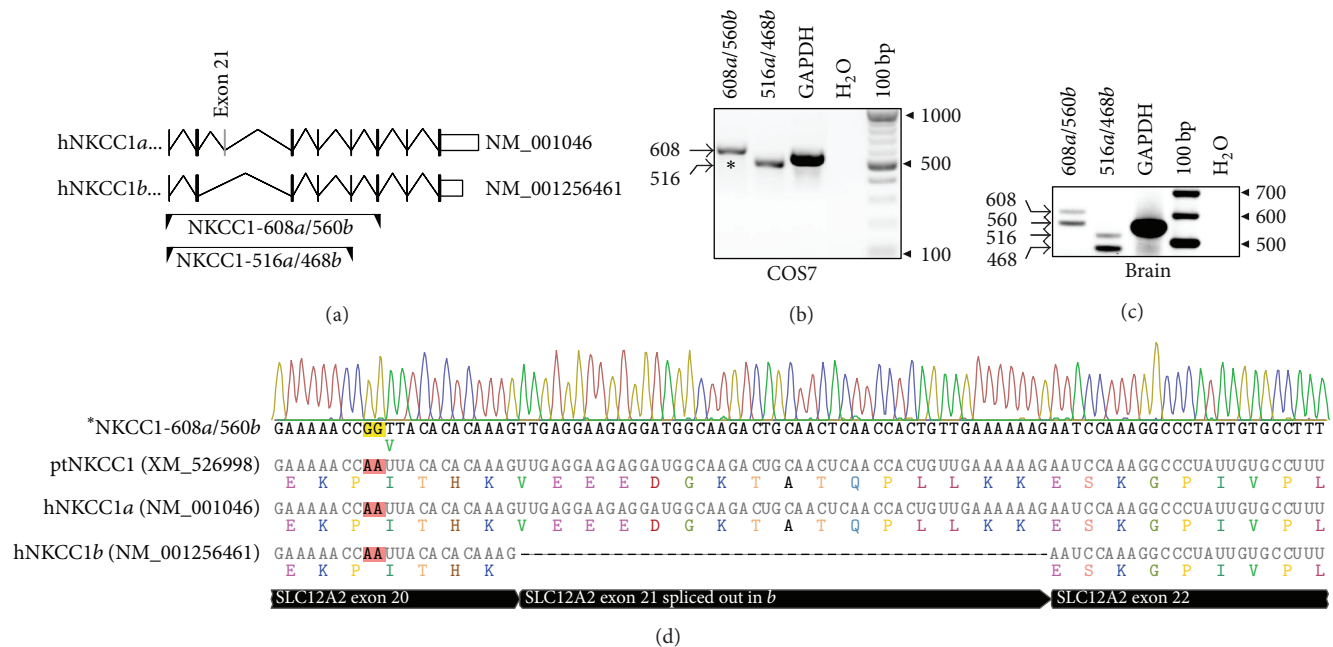 Exon 21
hNKCC1a... NM_001046
hNKCC1b... NM_001256461
NKCC1-608a/560b
NKCC1-516a/468b
(a)
608a/560b 516a/468b GAPDH H2O 100 bp
1000
608
*
500
516
100
COS7
(b)
608a/560b 516a/468b GAPDH 100 bp H2O
700
608
560 600
516
468 500
Brain
(c)
*NKCC1-608a/560b GAAAAACCGGTTACACACAAAGTTGAGGAAGAGGATGGCAAGACTGCAACTCAACCACTGTTGAAAAAAGAATCCAAAGGCCCTATTGTGCCTTT
V
ptNKCC1 (XM_526998) GAAAAACCAAUUACACACAAAGUUGAGGAAGAGGAUGGCAAGACUGCAACUCAACCACUGUUGAAAAAAGAAUCCAAAGGCCCUAUUGUGCCUUU
E K P I T H K V E E E D G K T A T Q P L L K K E S K G P I V P L
hNKCC1a (NM_001046) GAAAAACCAAUUACACACAAAGUUGAGGAAGAGGAUGGCAAGACUGCAACUCAACCACUGUUGAAAAAAGAAUCCAAAGGCCCUAUUGUGCCUUU
E K P I T H K V E E E D G K T A T Q P L L K K E S K G P I V P L
hNKCC1b (NM_001256461) GAAAAACCAAUUACACACAAAG------------------------------------------------AAUCCAAAGGCCCUAUUGUGCCUUU
E K P I T H K E S K G P I V P L
SLC12A2 exon 20 SLC12A2 exon 21 spliced out in b SLC12A2 exon 22
(d)